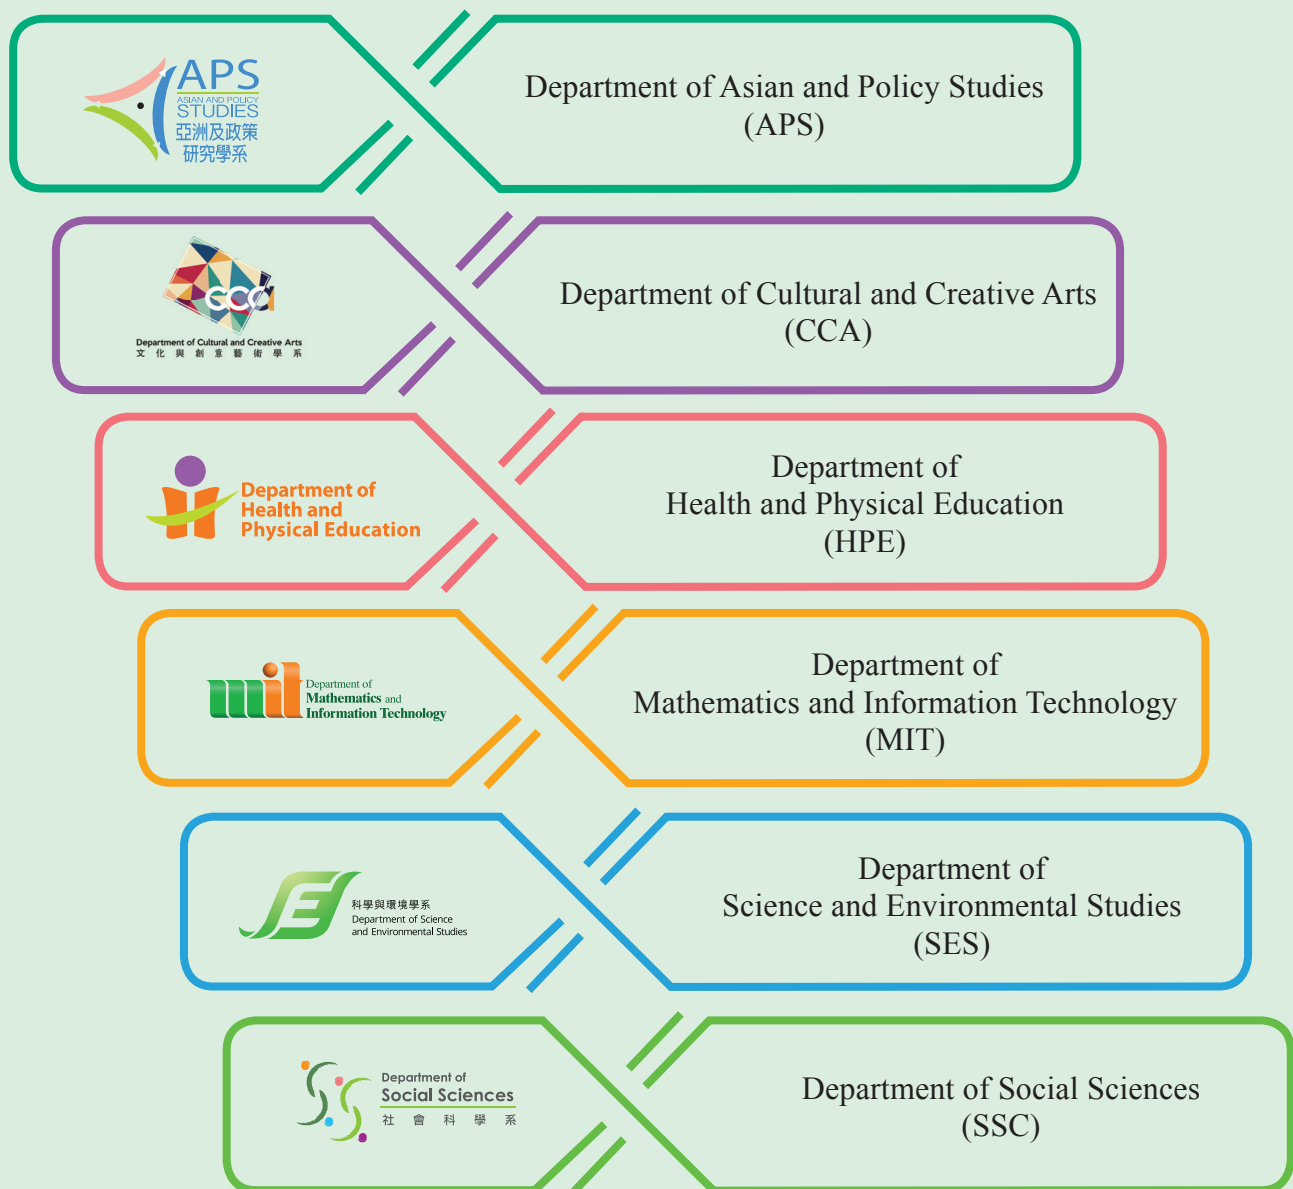 APS
ASIAN AND POLICY
STUDIES
亞洲及政策
研究學系
Department of Asian and Policy Studies
(APS)
CCA
Department of Cultural and Creative Arts
文化與創意藝術學系
Department of Cultural and Creative Arts
(CCA)
Department of
Health and
Physical Education
Department of
Health and Physical Education
(HPE)
mit
Department of
Mathematics and
Information Technology
Department of
Mathematics and Information Technology
(MIT)
科學與環境學系
Department of Science
and Environmental Studies
Department of
Science and Environmental Studies
(SES)
Department of
Social Sciences
社會科學系
Department of Social Sciences
(SSC)